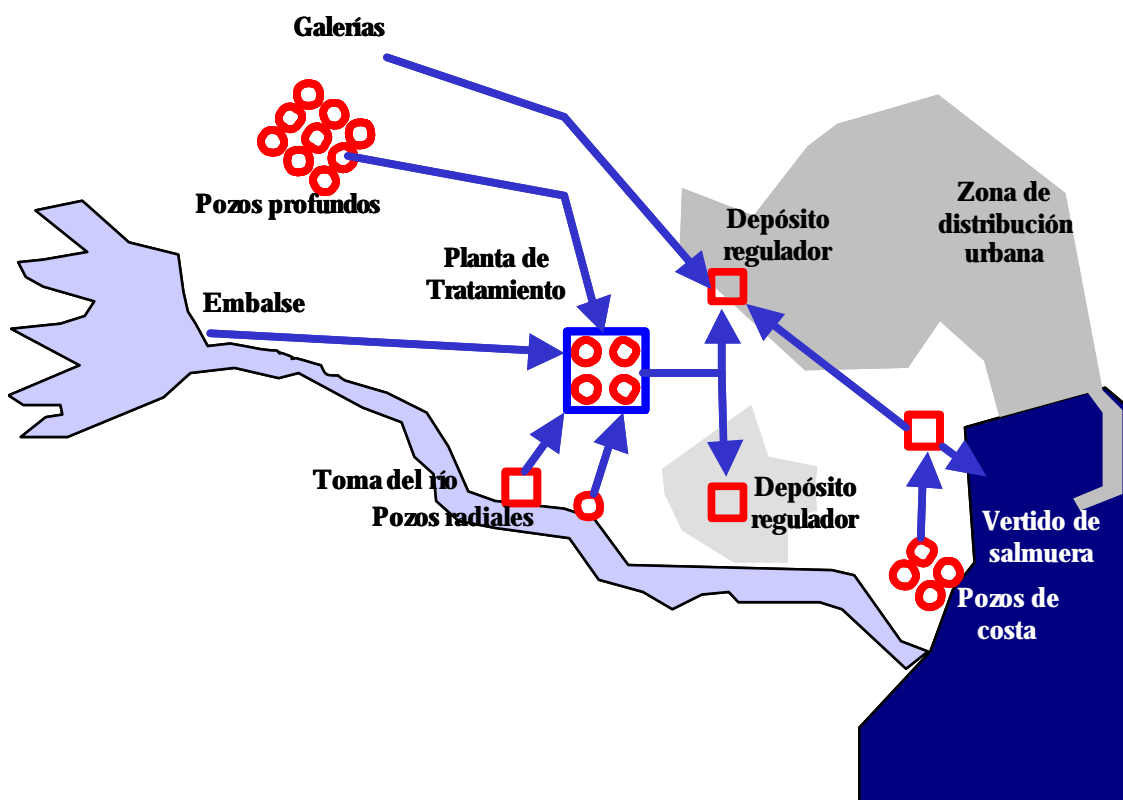 Galerías
Pozos profundos
Zona de
distribución
urbana
Depósito
regulador
Planta de
Tratamiento
Embalse
Toma del río
Pozos radiales
Depósito
regulador
Vertido de
salmuera
Pozos de
costa